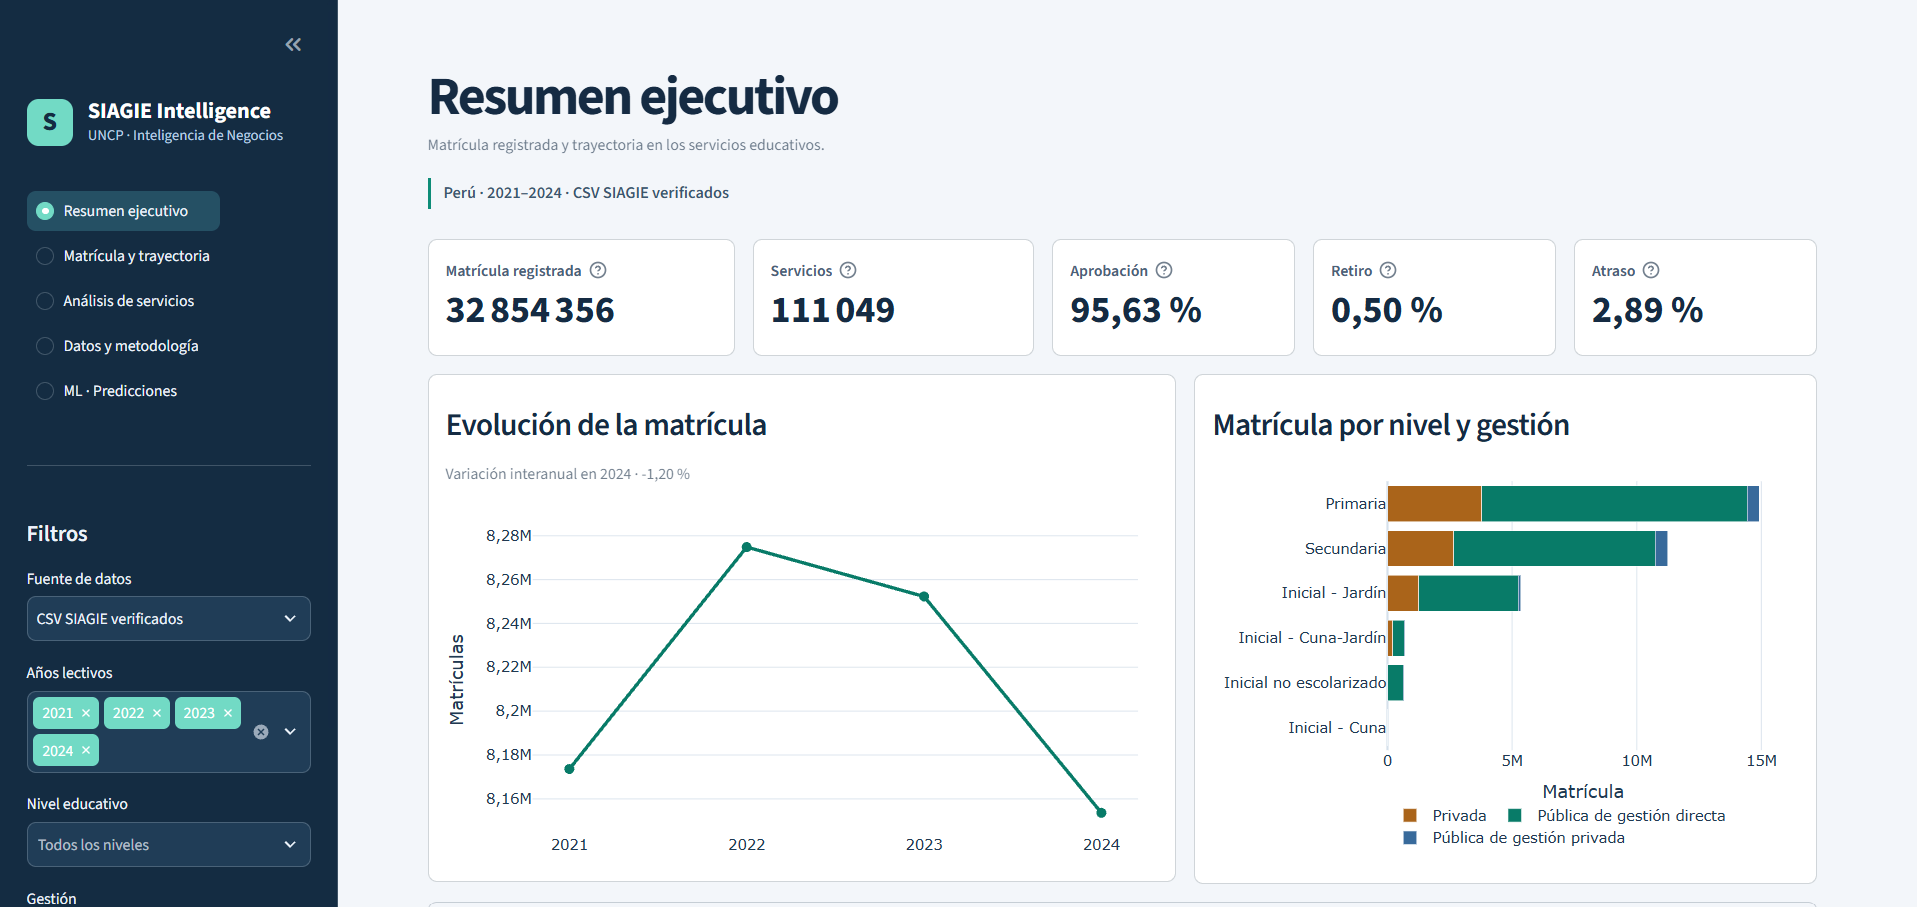 S
SIAGIE Intelligence
UNCP · Inteligencia de Negocios
Resumen ejecutivo
Matrícula y trayectoria
Análisis de servicios
Datos y metodología
ML · Predicciones
Filtros
Fuente de datos
CSV SIAGIE verificados
Años lectivos
2021 × 2022 × 2023 ×
2024 ×
Nivel educativo
Todos los niveles
Gestión
Resumen ejecutivo
Matrícula registrada y trayectoria en los servicios educativos.
Perú · 2021–2024 · CSV SIAGIE verificados
Matrícula registrada
32 854 356
Servicios
111 049
Aprobación
95,63 %
Retiro
0,50 %
Atraso
2,89 %
Evolución de la matrícula
Variación interanual en 2024 · -1,20 %
Matrículas
8,28M
8,26M
8,24M
8,22M
8,2M
8,18M
8,16M
2021 2022 2023 2024
Matrícula por nivel y gestión
Primaria
Secundaria
Inicial - Jardín
Inicial - Cuna-Jardín
Inicial no escolarizado
Inicial - Cuna
0 5M 10M 15M
Matrícula
Privada Pública de gestión directa
Pública de gestión privada